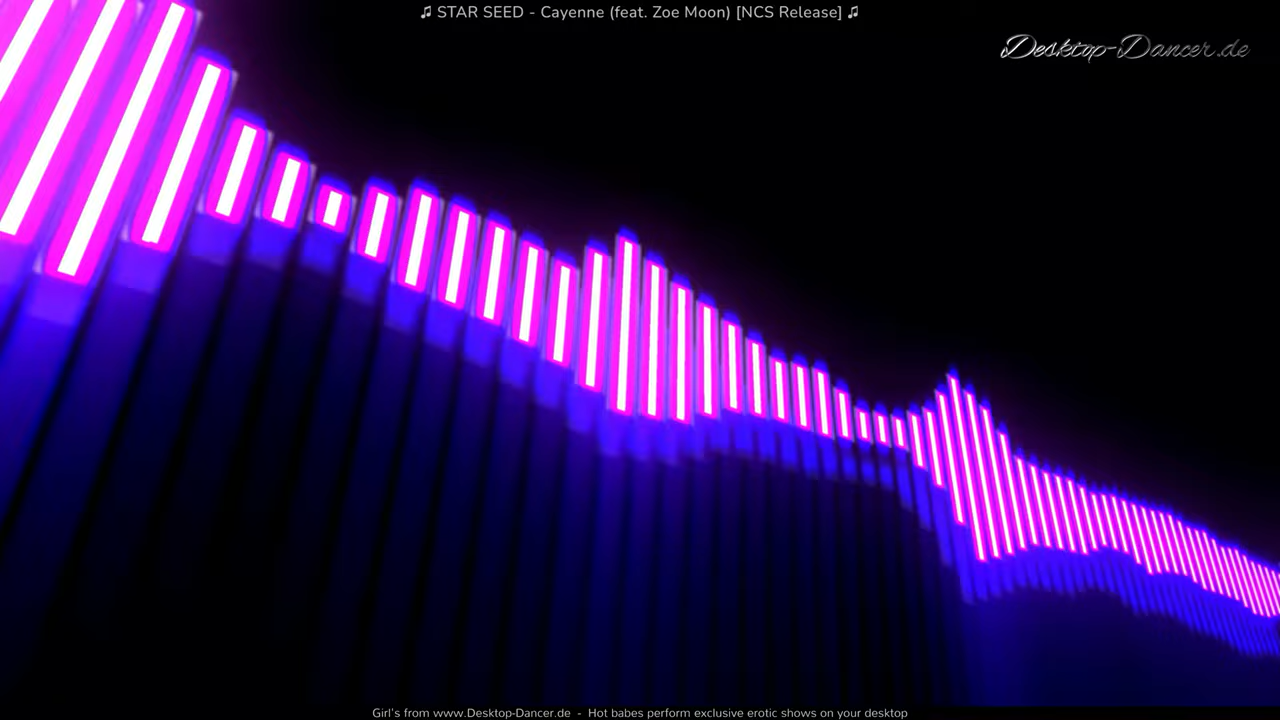 ♫ STAR SEED - Cayenne (feat. Zoe Moon) [NCS Release] ♫
Desktop-Dancer.de
Girl's from www.Desktop-Dancer.de - Hot babes perform exclusive erotic shows on your desktop